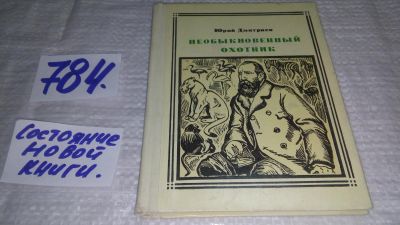 784.
Состояние
новой
книги.
Юрий Дмитриев
НЕОБЫКНОВЕННЫЙ
ОХОТНИК